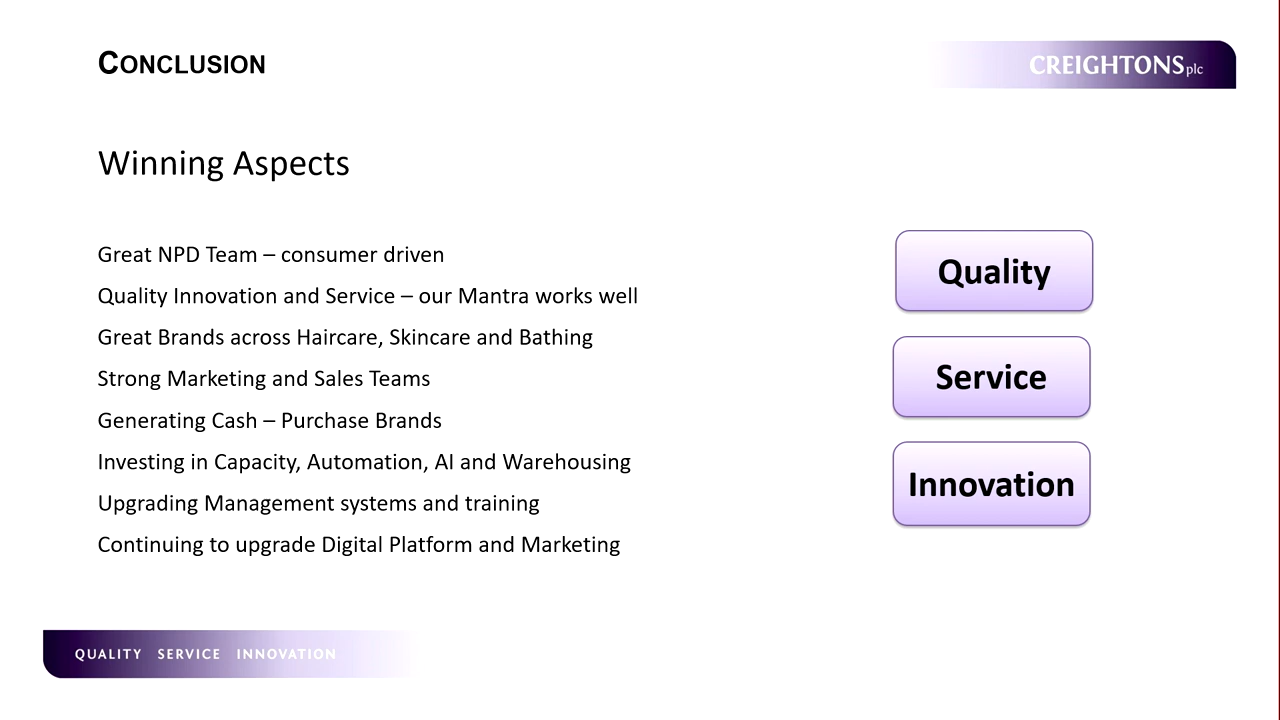 CONCLUSION
CREIGHTONSplc
Winning Aspects
Great NPD Team – consumer driven
Quality Innovation and Service – our Mantra works well
Great Brands across Haircare, Skincare and Bathing
Strong Marketing and Sales Teams
Generating Cash – Purchase Brands
Investing in Capacity, Automation, AI and Warehousing
Upgrading Management systems and training
Continuing to upgrade Digital Platform and Marketing
Quality
Service
Innovation
QUALITY SERVICE INNOVATION